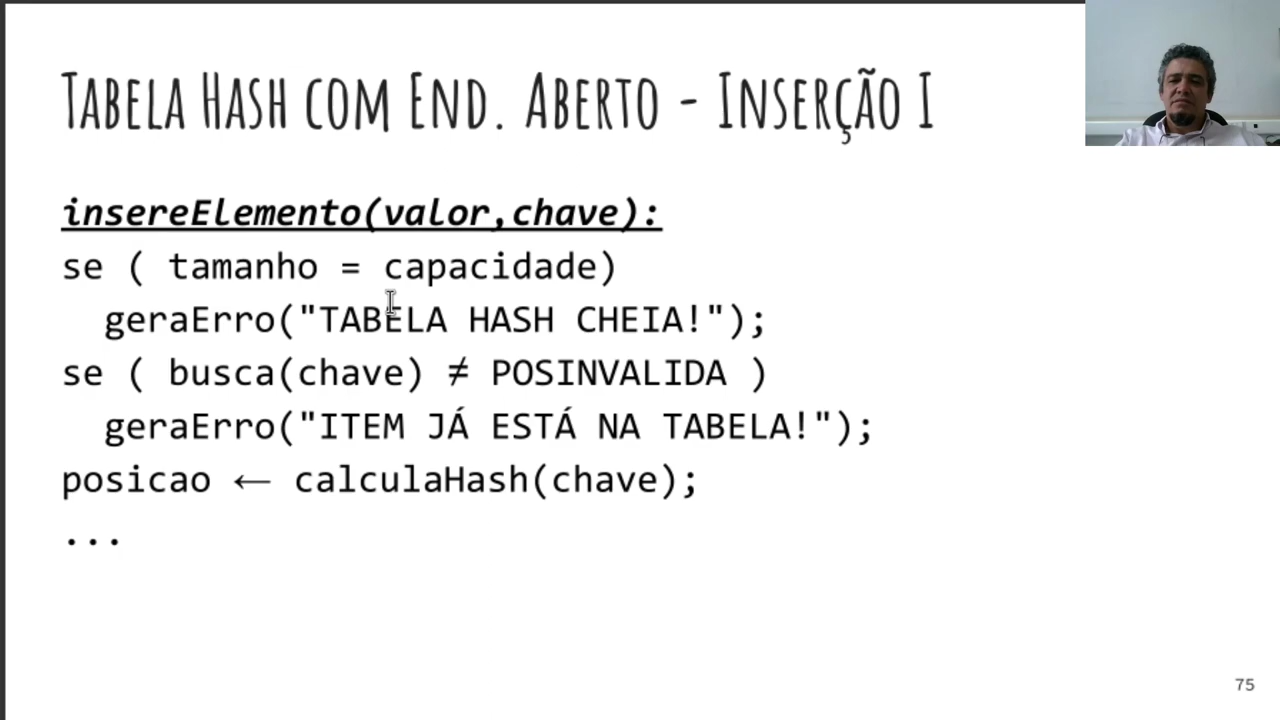 Tabela Hash com End. Aberto - Inserção I
insereElemento(valor,chave):
se ( tamanho = capacidade)
geraErro("TABELA HASH CHEIA!");
se ( busca(chave) ≠ POSINVALIDA )
geraErro("ITEM JÁ ESTÁ NA TABELA!");
posicao ← calculaHash(chave);
...
75